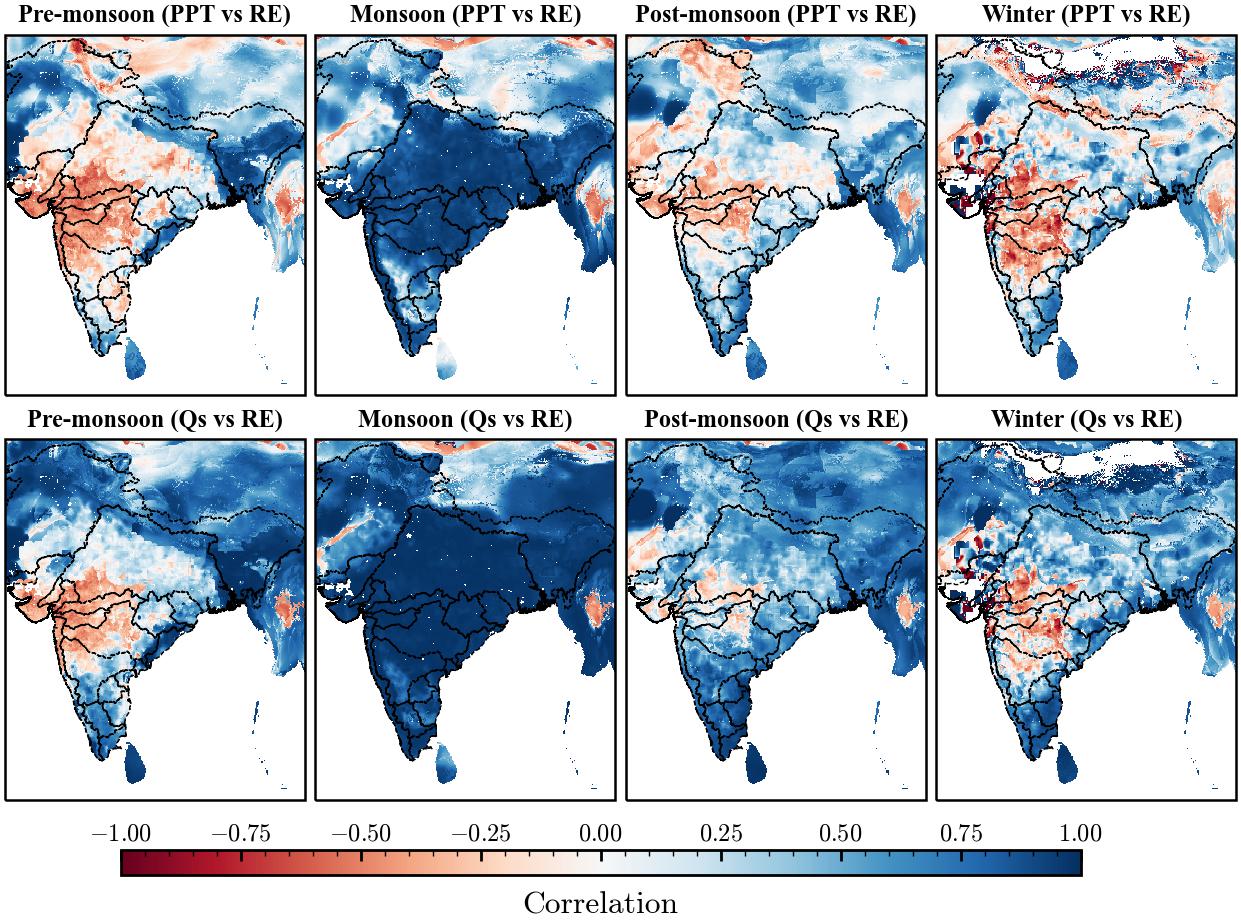 Pre-monsoon (PPT vs RE) Monsoon (PPT vs RE) Post-monsoon (PPT vs RE) Winter (PPT vs RE)
Pre-monsoon (Qs vs RE) Monsoon (Qs vs RE) Post-monsoon (Qs vs RE) Winter (Qs vs RE)
−1.00 −0.75 −0.50 −0.25 0.00 0.25 0.50 0.75 1.00
Correlation